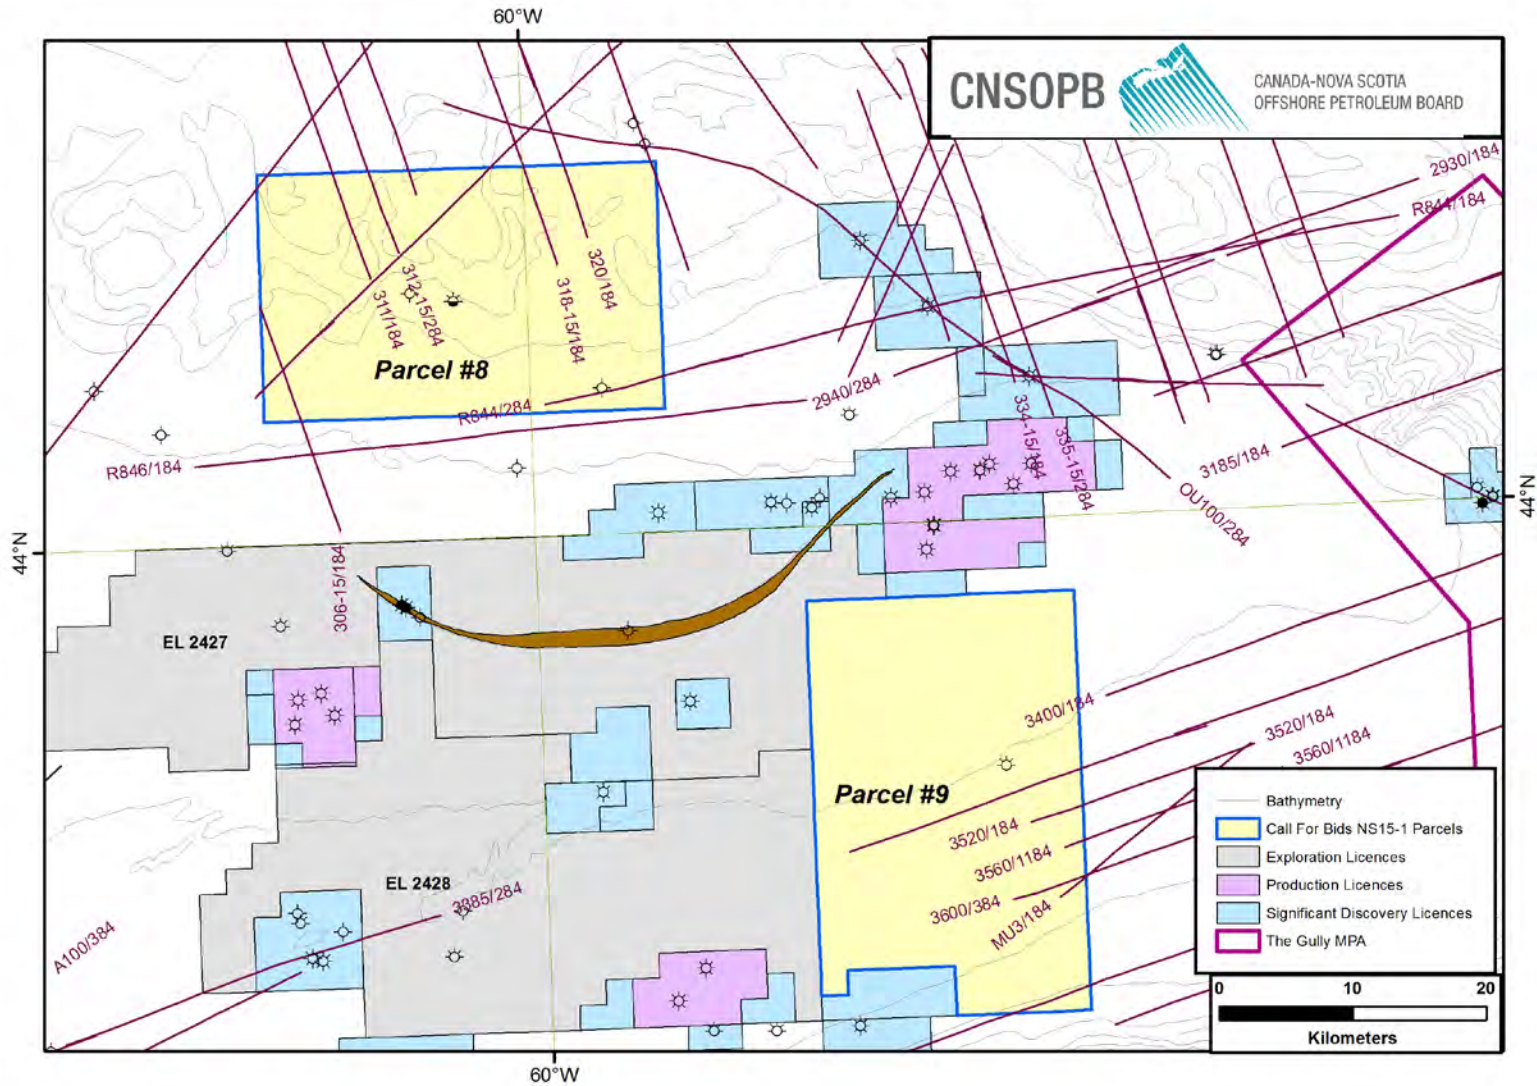 60°W
CNSOPB
CANADA-NOVA SCOTIA
OFFSHORE PETROLEUM BOARD
2930/184
R844/184
320/184
312-15/284
311/184
318-15/184
Parcel #8
R844/284
2940/284
R846/184
334-15/184
335-15/284
3185/184
OU100/284
44°N
44°N
306-15/184
EL 2427
3400/184
3520/184
3560/1184
Parcel #9
3520/184
3560/1184
3600/384
MU3/184
EL 2428
3385/284
A100/384
Bathymetry
Call For Bids NS15-1 Parcels
Exploration Licences
Production Licences
Significant Discovery Licences
The Gully MPA
0 10 20
Kilometers
60°W